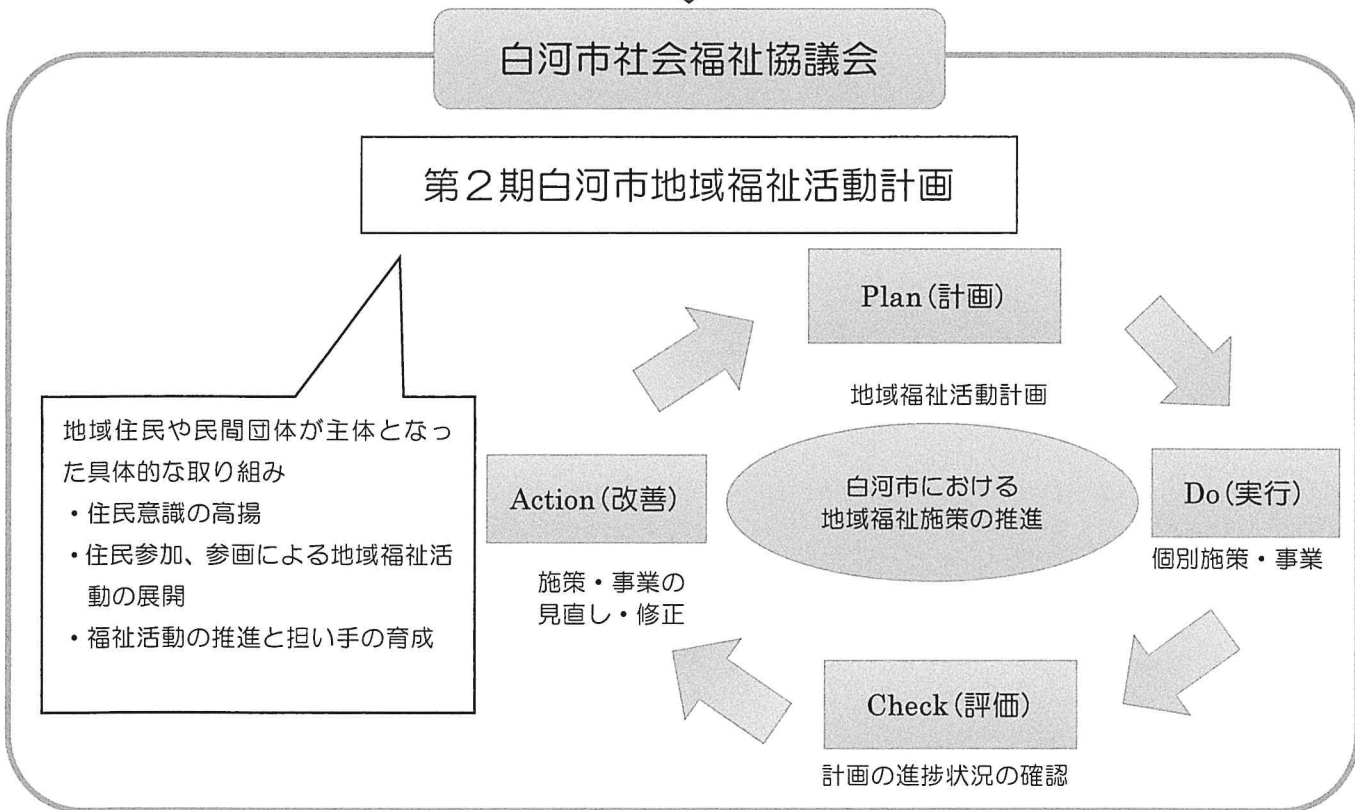 白河市社会福祉協議会
第2期白河市地域福祉活動計画
地域住民や民間団体が主体となっ
た具体的な取り組み
・住民意識の高揚
・住民参加、参画による地域福祉活
動の展開
・福祉活動の推進と担い手の育成
Plan(計画)
地域福祉活動計画
Do(実行)
個別施策・事業
Check(評価)
計画の進捗状況の確認
Action(改善)
施策・事業の
見直し・修正
白河市における
地域福祉施策の推進